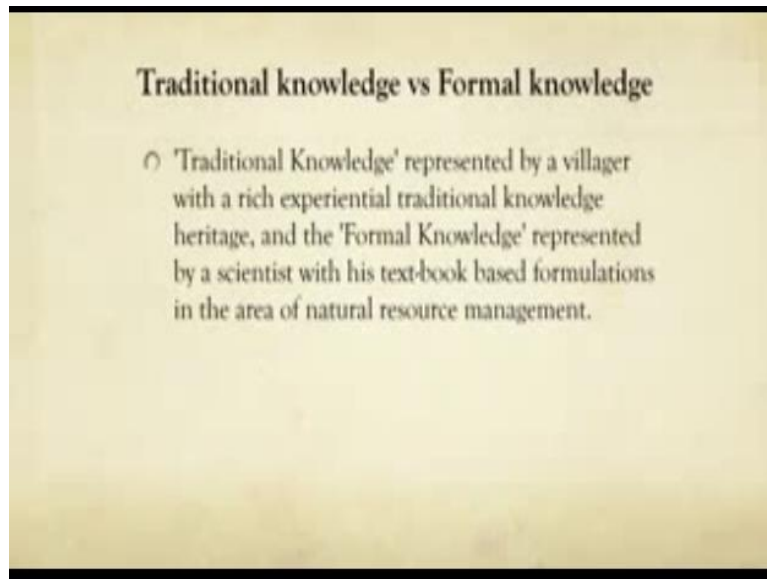 Traditional knowledge vs Formal knowledge
'Traditional Knowledge' represented by a villager
with a rich experiential traditional knowledge
heritage, and the 'Formal Knowledge' represented
by a scientist with his text-book based formulations
in the area of natural resource management.